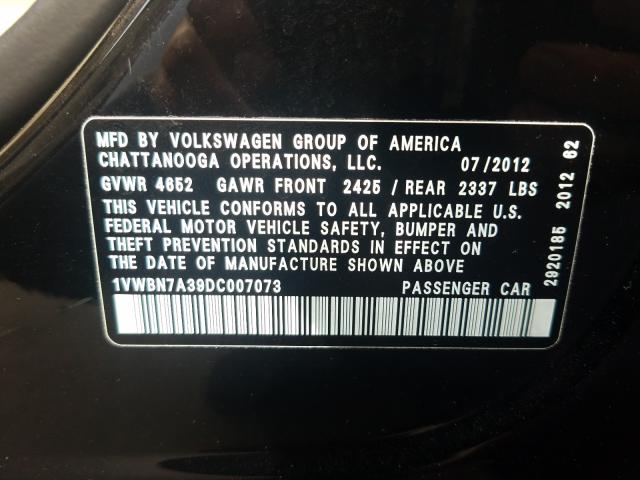 MFD BY VOLKSWAGEN GROUP OF AMERICA
CHATTANOOGA OPERATIONS, LLC. 07/2012
GVWR 4652 GAWR FRONT 2425 / REAR 2337 LBS
THIS VEHICLE CONFORMS TO ALL APPLICABLE U.S.
FEDERAL MOTOR VEHICLE SAFETY, BUMPER AND
THEFT PREVENTION STANDARDS IN EFFECT ON
THE DATE OF MANUFACTURE SHOWN ABOVE
1VWBN7A39DC007073 PASSENGER CAR
2920185 2012 62